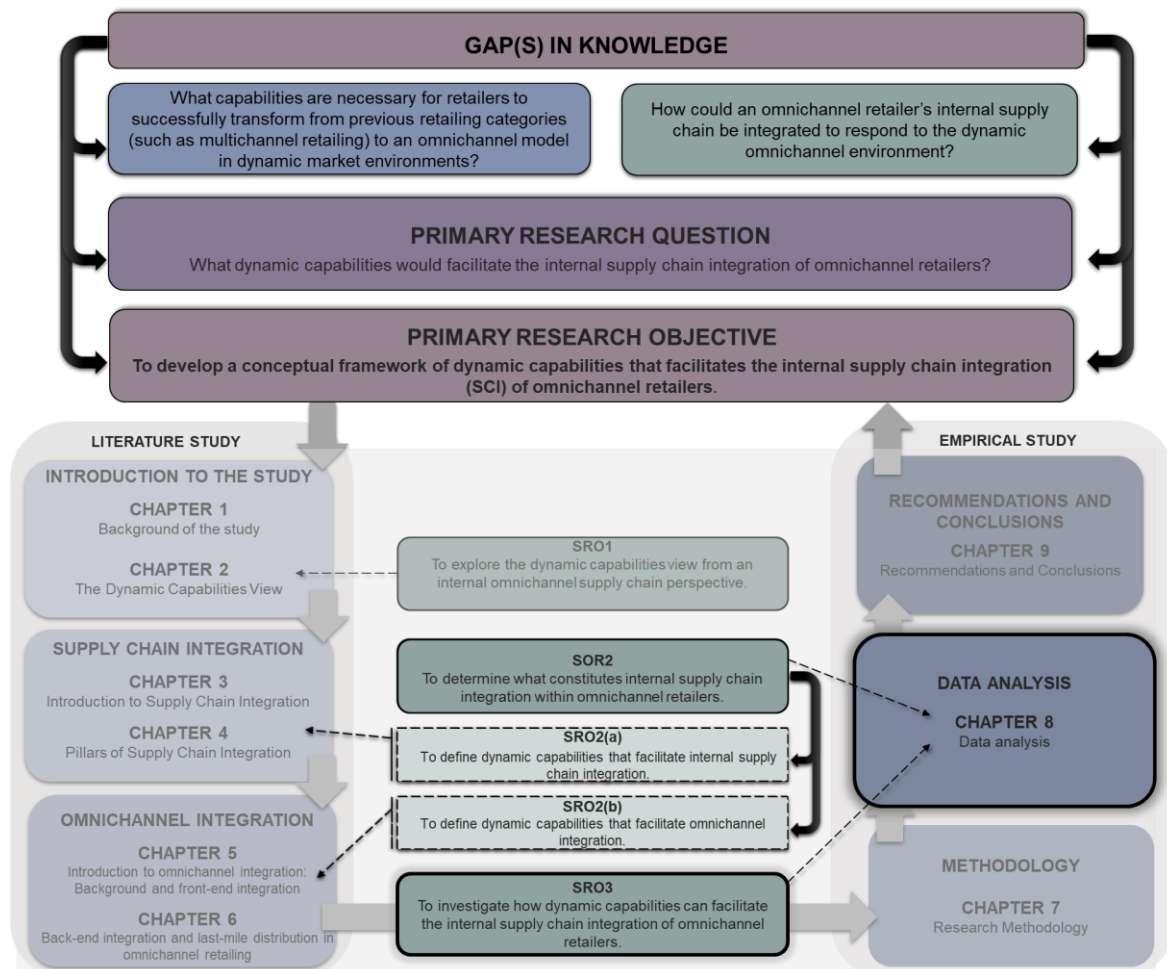 GAP(S) IN KNOWLEDGE
What capabilities are necessary for retailers to
successfully transform from previous retailing categories
(such as multichannel retailing) to an omnichannel model
in dynamic market environments?
How could an omnichannel retailer's internal supply
chain be integrated to respond to the dynamic
omnichannel environment?
PRIMARY RESEARCH QUESTION
What dynamic capabilities would facilitate the internal supply chain integration of omnichannel retailers?
PRIMARY RESEARCH OBJECTIVE
To develop a conceptual framework of dynamic capabilities that facilitates the internal supply chain integration
(SCI) of omnichannel retailers.
LITERATURE STUDY
INTRODUCTION TO THE STUDY
CHAPTER 1
Background of the study
CHAPTER 2
The Dynamic Capabilities View
SUPPLY CHAIN INTEGRATION
CHAPTER 3
Introduction to Supply Chain Integration
CHAPTER 4
Pillars of Supply Chain Integration
OMNICHANNEL INTEGRATION
CHAPTER 5
Introduction to omnichannel integration:
Background and front-end integration
CHAPTER 6
Back-end integration and last-mile distribution in
omnichannel retailing
SRO1
To explore the dynamic capabilities view from an
internal omnichannel supply chain perspective.
SOR2
To determine what constitutes internal supply chain
integration within omnichannel retailers.
SRO2(a)
To define dynamic capabilities that facilitate internal supply
chain integration.
SRO2(b)
To define dynamic capabilities that facilitate omnichannel
integration.
SRO3
To investigate how dynamic capabilities can facilitate
the internal supply chain integration of omnichannel
retailers.
EMPIRICAL STUDY
RECOMMENDATIONS AND
CONCLUSIONS
CHAPTER 9
Recommendations and Conclusions
DATA ANALYSIS
CHAPTER 8
Data analysis
METHODOLOGY
CHAPTER 7
Research Methodology